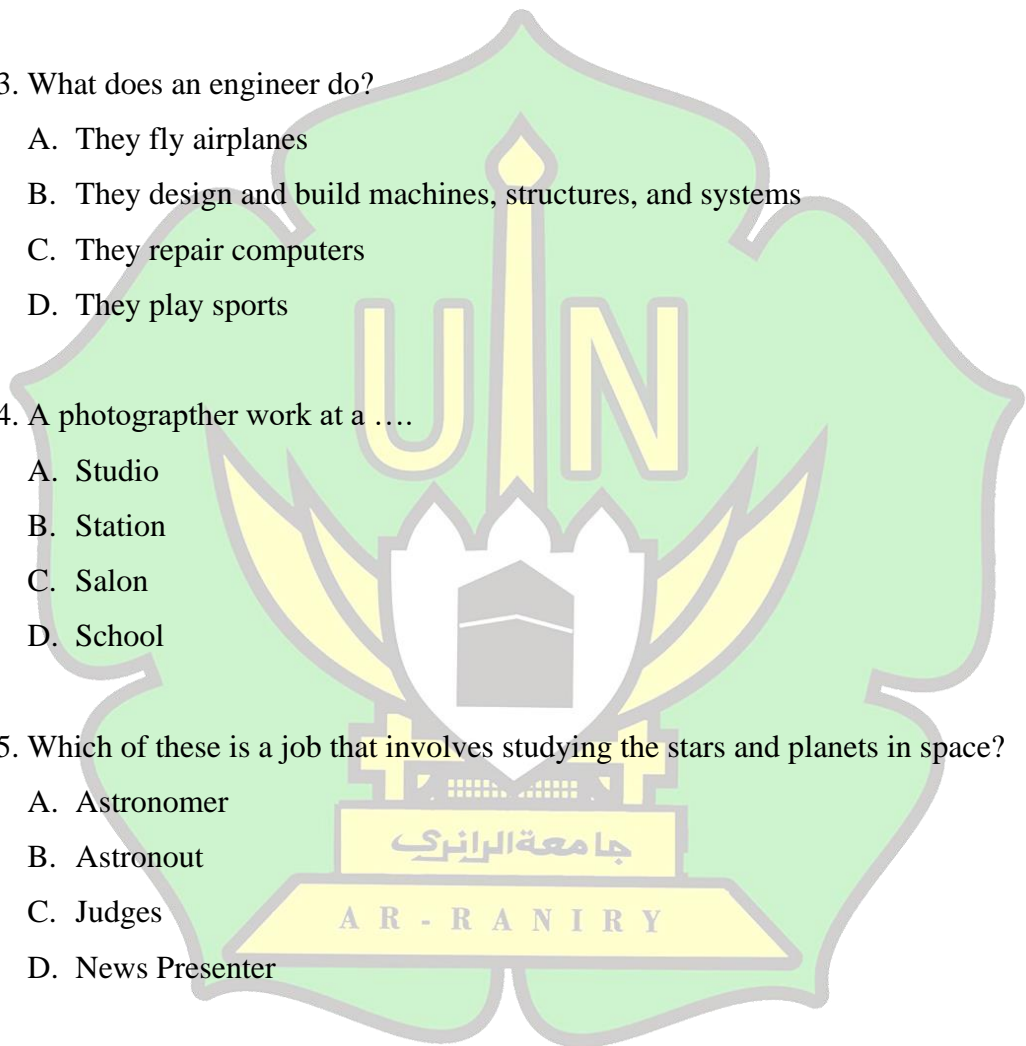 3. What does an engineer do?
A. They fly airplanes
B. They design and build machines, structures, and systems
C. They repair computers
D. They play sports
4. A photograpther work at a ….
A. Studio
B. Station
C. Salon
D. School
5. Which of these is a job that involves studying the stars and planets in space?
A. Astronomer
B. Astronout
C. Judges
D. News Presenter
UIN
جامعةالرانري
AR-RANIRY